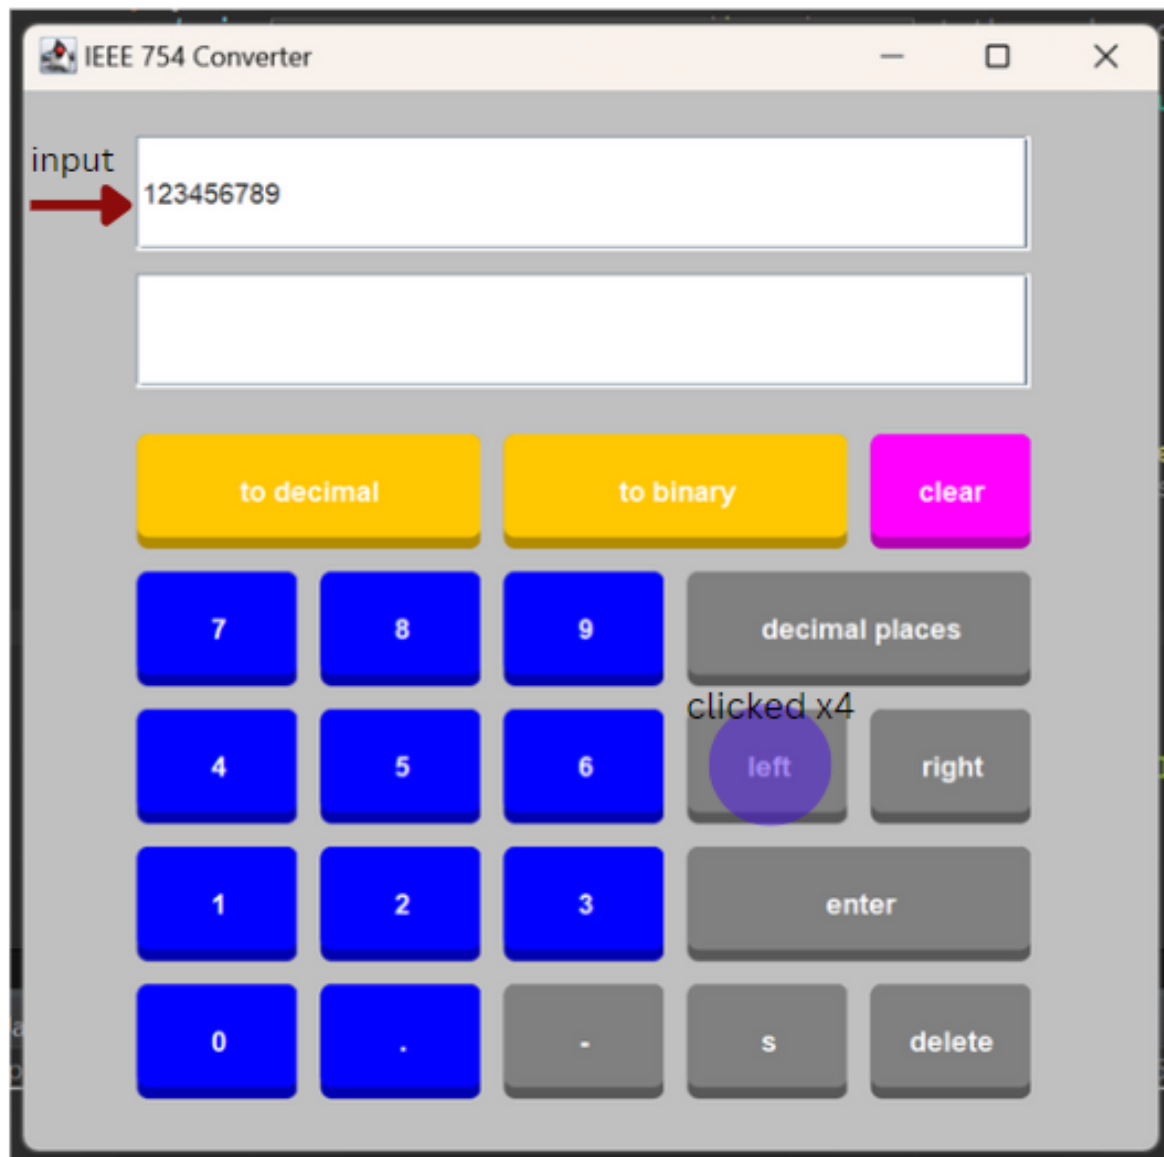 IEEE 754 Converter
input
123456789
to decimal
to binary
clear
7
8
9
decimal places
clicked x4
4
5
6
left
right
1
2
3
enter
0
.
-
s
delete